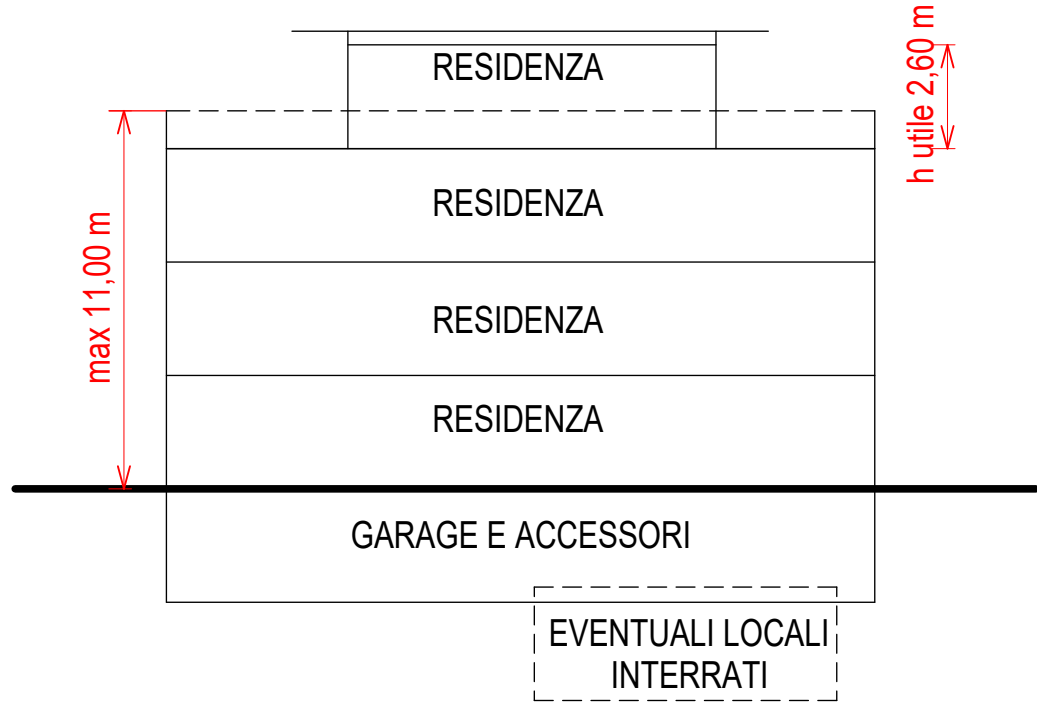 RESIDENZA
h utile 2,60 m
RESIDENZA
max 11,00 m
RESIDENZA
RESIDENZA
GARAGE E ACCESSORI
EVENTUALI LOCALI
INTERRATI